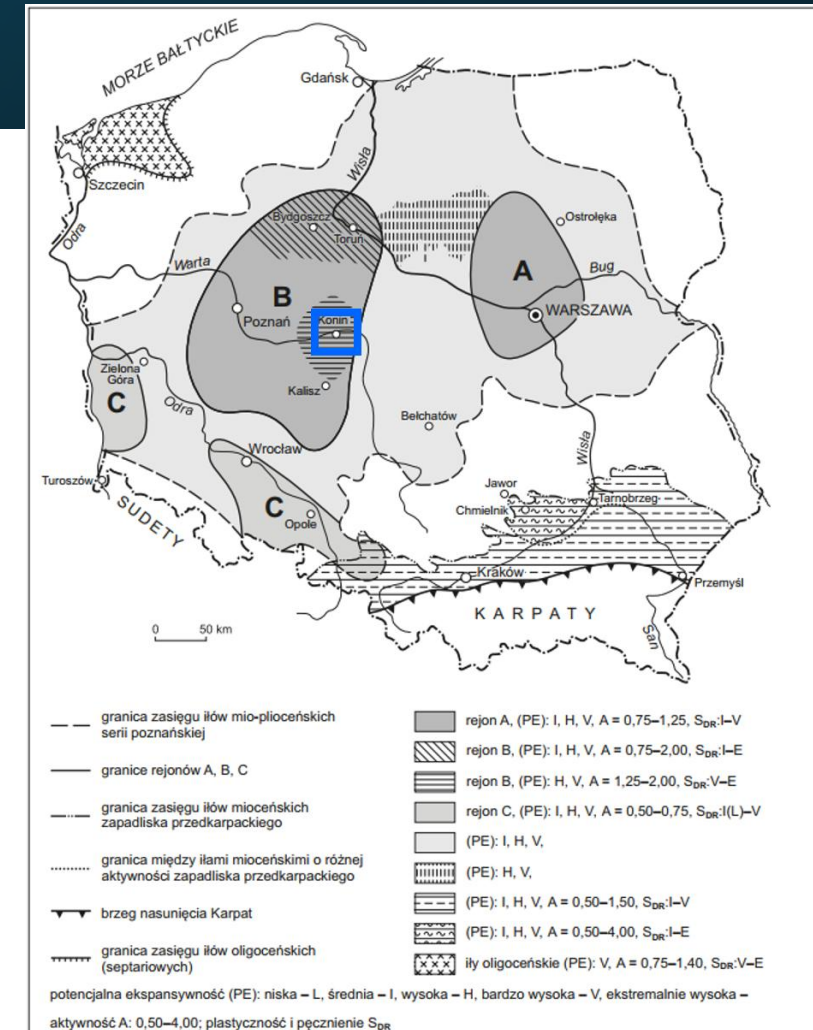 MORZE BAŁTYCKIE
Gdańsk
Wisła
Szczecin
Odra
Bydgoszcz
Toruń
Ostrołęka
A
Bug
Warta
B
WARSZAWA
Poznań
Konin
Zielona
Góra
C
Odra
Kalisz
Bełchatów
Wrocław
Wisła
Turoszów
SUDETY
C
Opole
Jawor
Chmielnik
Tarnobrzeg
Kraków
Przemyśl
KARPATY
San
0 50 km
granica zasięgu iłów mio-plioceńskich
serii poznańskiej
granice rejonów A, B, C
granica zasięgu iłów mioceńskich
zapadliska przedkarpackiego
granica między iłami mioceńskimi o różnej
aktywności zapadliska przedkarpackiego
brzeg nasunięcia Karpat
granica zasięgu iłów oligoceńskich
(septariowych)
rejon A, (PE): I, H, V, A = 0,75–1,25, SDR:I–V
rejon B, (PE): I, H, V, A = 0,75–2,00, SDR:I–E
rejon B, (PE): H, V, A = 1,25–2,00, SDR:V–E
rejon C, (PE): I, H, V, A = 0,50–0,75, SDR:I(L)–V
(PE): I, H, V,
(PE): H, V,
(PE): I, H, V, A = 0,50–1,50, SDR:I–V
(PE): I, H, V, A = 0,50–4,00, SDR:I–E
iły oligoceńskie (PE): V, A = 0,75–1,40, SDR:V–E
potencjalna ekspansywność (PE): niska – L, średnia – I, wysoka – H, bardzo wysoka – V, ekstremalnie wysoka –
aktywność A: 0,50–4,00; plastyczność i pęcznienie SDR